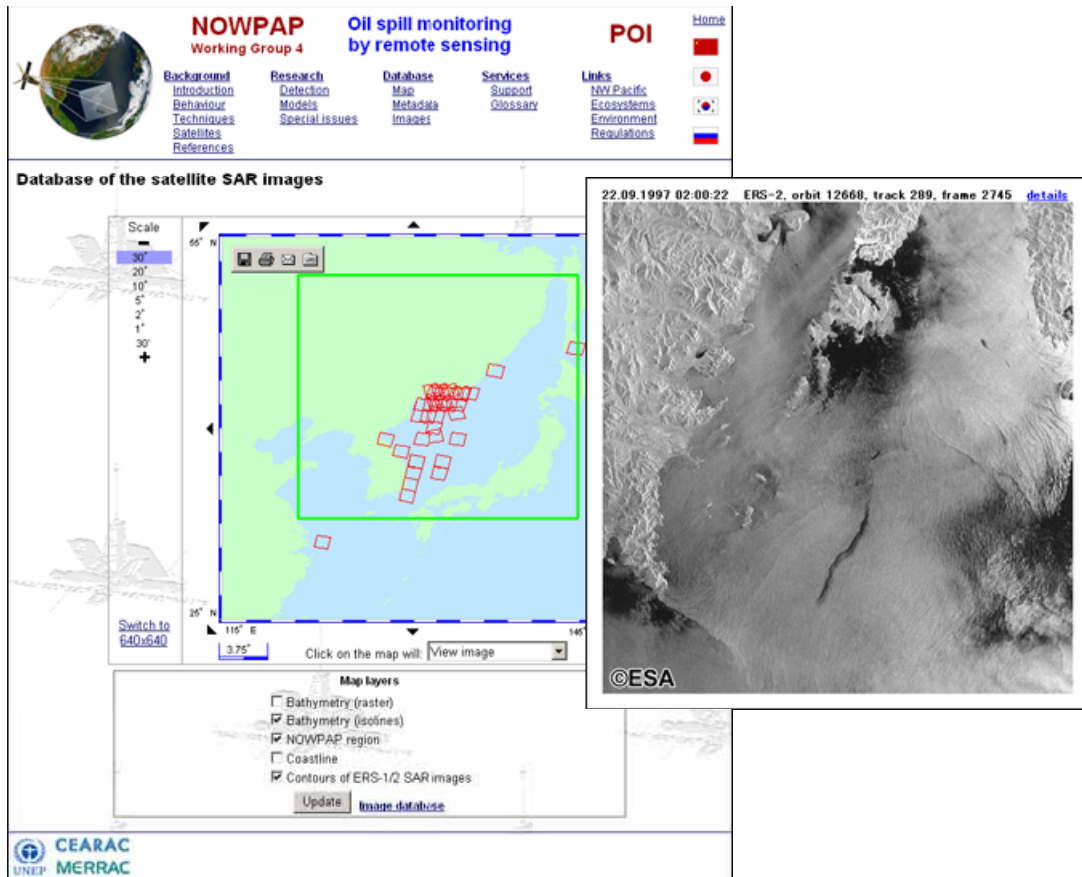 NOWPAP
Working Group 4
Oil spill monitoring
by remote sensing
POI
Home
Background
Introduction
Behaviour
Techniques
Satellites
References
Research
Detection
Models
Special issues
Database
Map
Metadata
Images
Services
Support
Glossary
Links
NW Pacific
Ecosystems
Environment
Regulations
Database of the satellite SAR images
Scale
30°
20°
10°
5°
2°
1°
30'
Switch to
640x640
55° N
25° N
115° E
145°
3.75°
Click on the map will: View image
Map layers
Bathymetry (raster)
Bathymetry (isolines)
NOWPAP region
Coastline
Contours of ERS-1/2 SAR images
Update
Image database
UNEP
CEARAC
MERRAC
22.09.1997 02:00:22 ERS-2, orbit 12668, track 289, frame 2745 details
©ESA